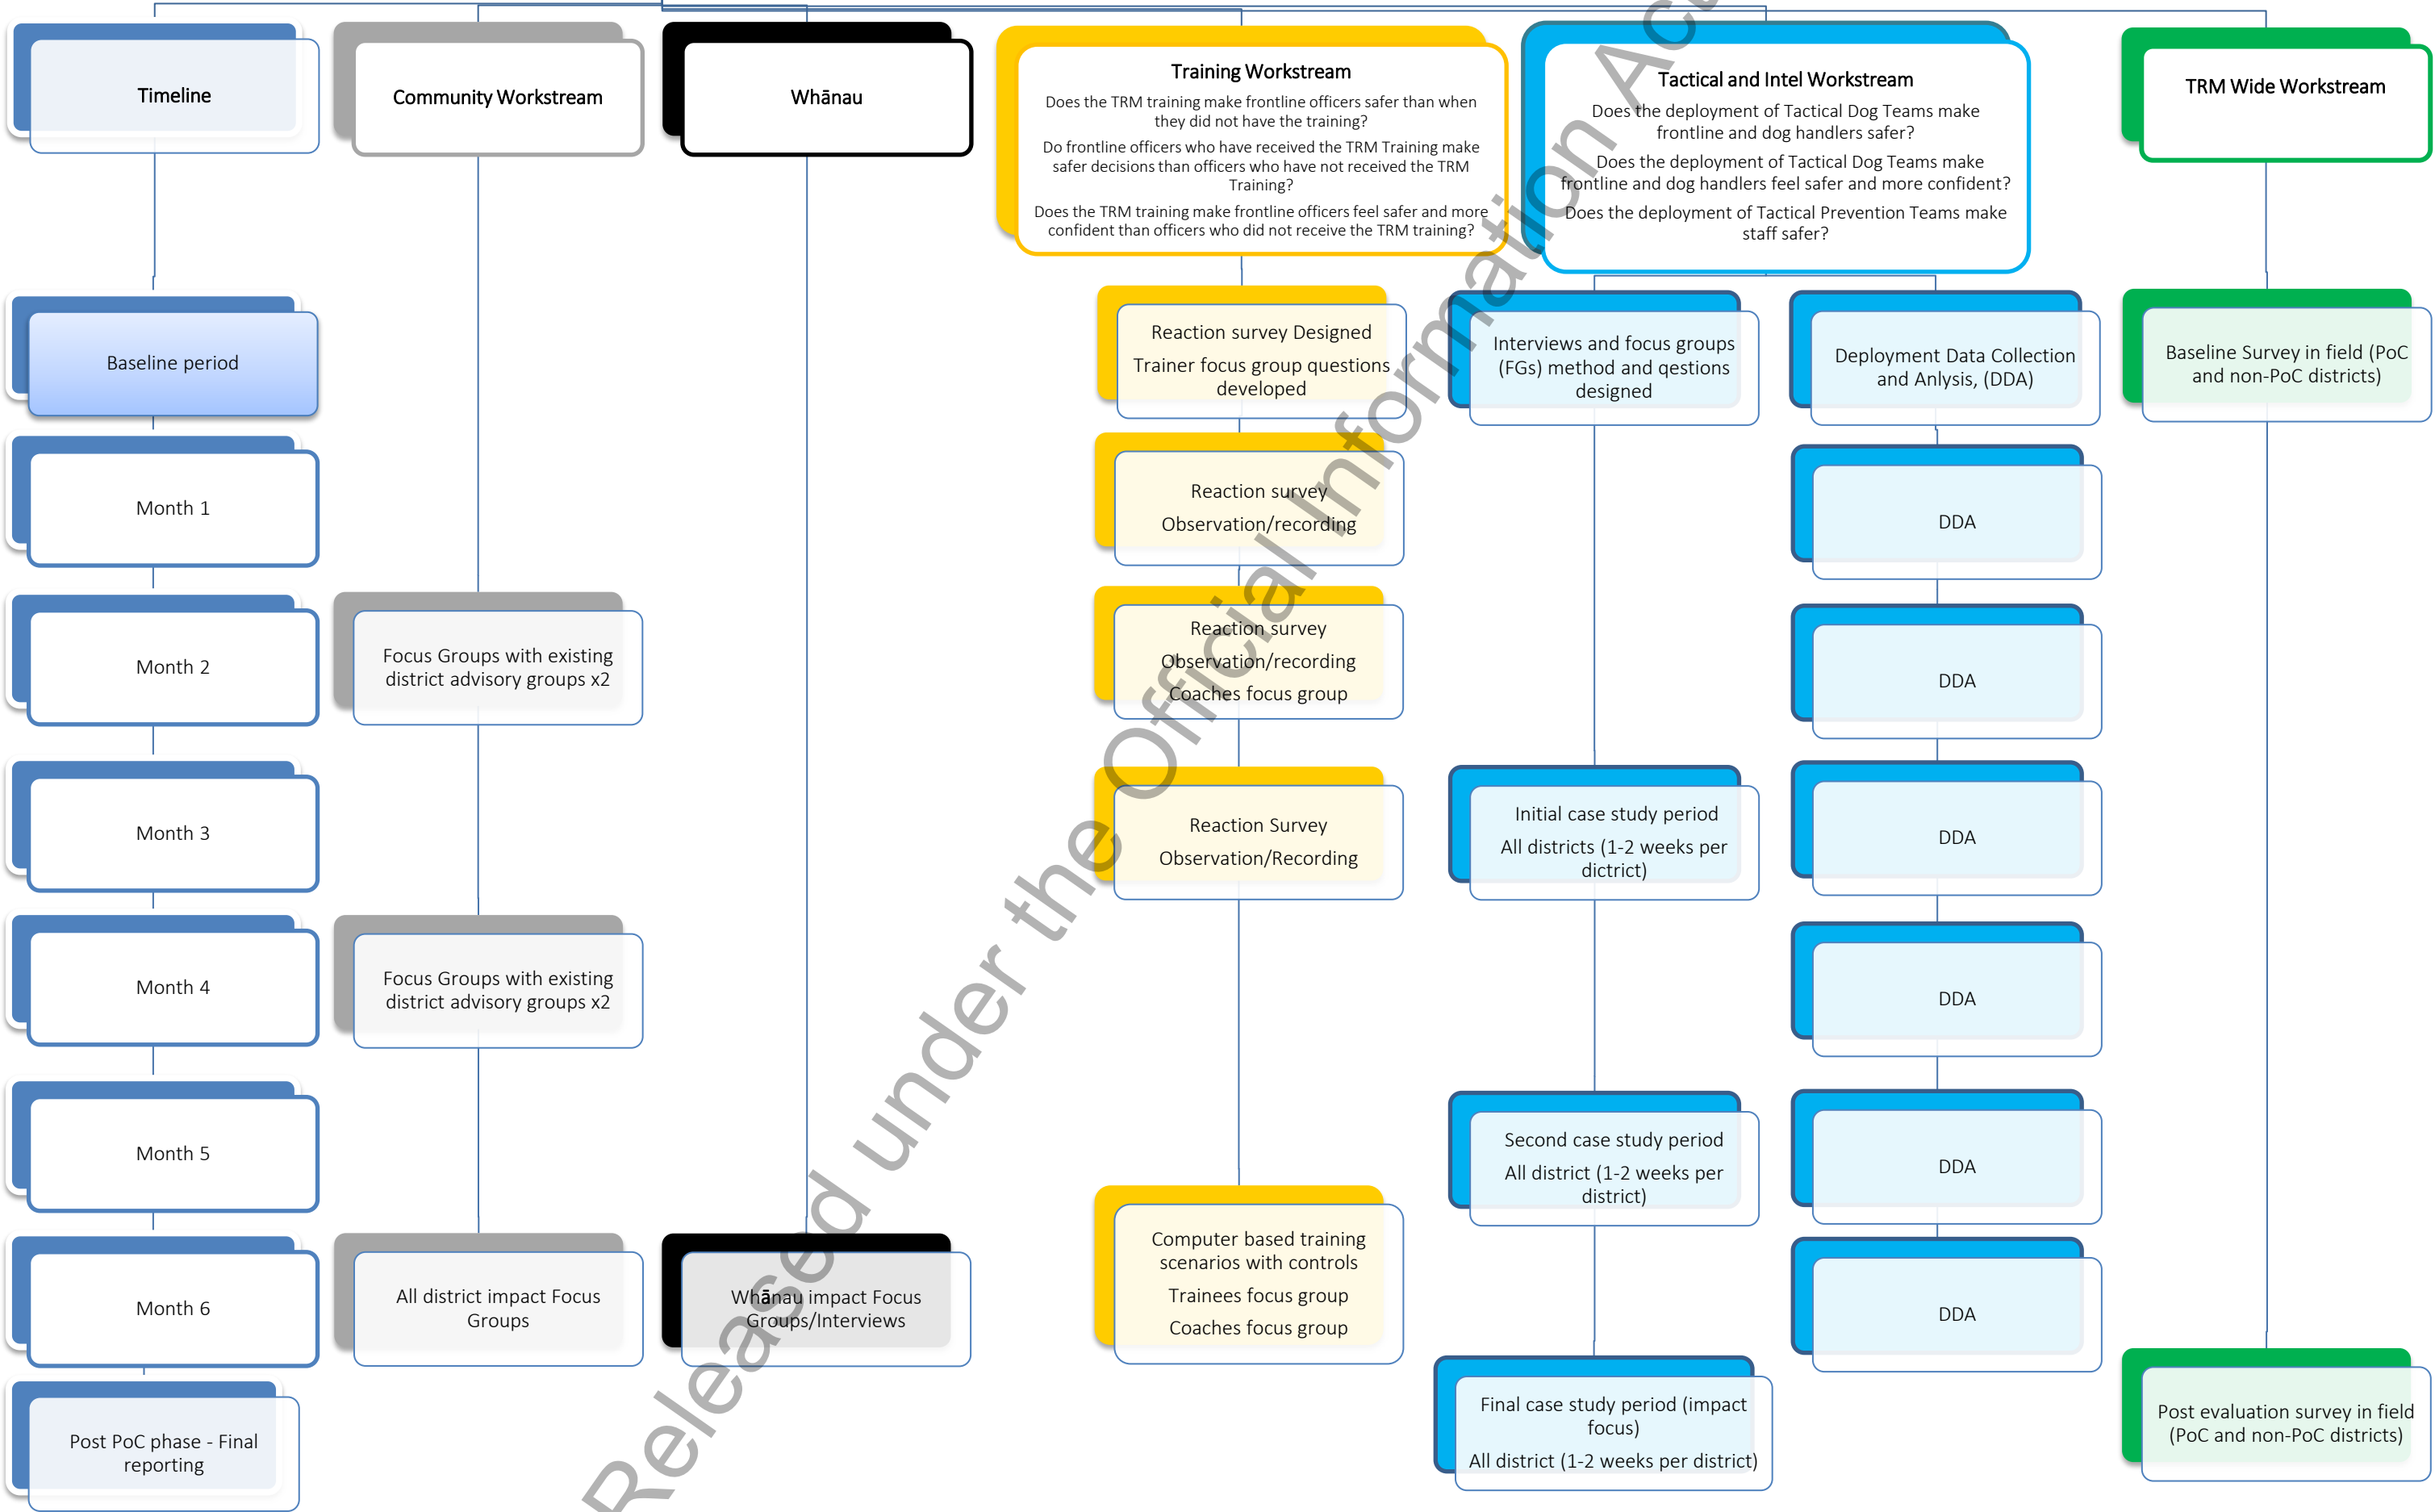 Timeline
Community Workstream
Whānau
Training Workstream
Does the TRM training make frontline officers safer than when
they did not have the training?
Do frontline officers who have received the TRM Training make
safer decisions than officers who have not received the TRM
Training?
Does the TRM training make frontline officers feel safer and more
confident than officers who did not receive the TRM training?
Tactical and Intel Workstream
Does the deployment of Tactical Dog Teams make
frontline and dog handlers safer?
Does the deployment of Tactical Dog Teams make
frontline and dog handlers feel safer and more confident?
Does the deployment of Tactical Prevention Teams make
staff safer?
TRM Wide Workstream
Baseline period
Reaction survey Designed
Trainer focus group questions
developed
Interviews and focus groups
(FGs) method and qestions
designed
Deployment Data Collection
and Anlysis, (DDA)
Baseline Survey in field (PoC
and non-PoC districts)
Month 1
Reaction survey
Observation/recording
DDA
Month 2
Focus Groups with existing
district advisory groups x2
Reaction survey
Observation/recording
Coaches focus group
DDA
Month 3
Reaction Survey
Observation/Recording
Initial case study period
All districts (1-2 weeks per
dictrict)
DDA
Month 4
Focus Groups with existing
district advisory groups x2
DDA
Month 5
Second case study period
All district (1-2 weeks per
district)
DDA
Month 6
All district impact Focus
Groups
Whānau impact Focus
Groups/Interviews
Computer based training
scenarios with controls
Trainees focus group
Coaches focus group
DDA
Post PoC phase - Final
reporting
Final case study period (impact
focus)
All district (1-2 weeks per district)
Post evaluation survey in field
(PoC and non-PoC districts)
Released under the Official Information Act